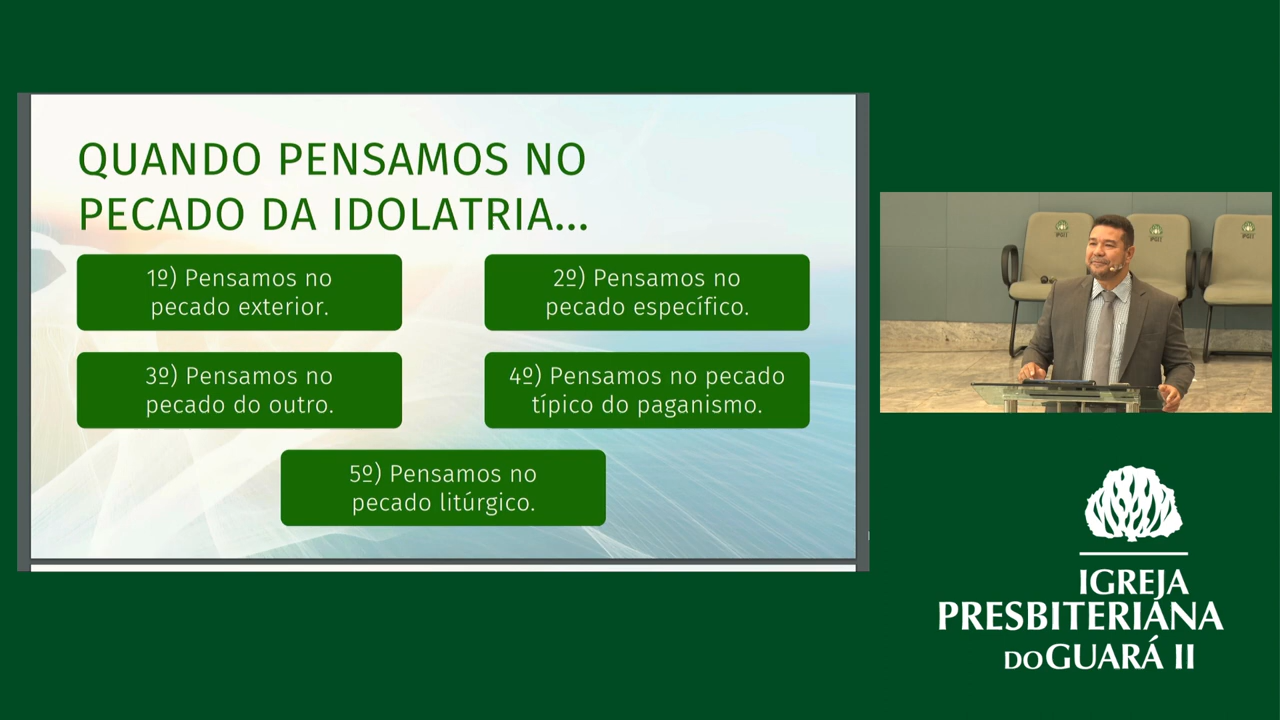 QUANDO PENSAMOS NO
PECADO DA IDOLATRIA...
1º) Pensamos no
pecado exterior.
2º) Pensamos no
pecado específico.
3º) Pensamos no
pecado do outro.
4º) Pensamos no pecado
típico do paganismo.
5º) Pensamos no
pecado litúrgico.
IGREJA
PRESBITERIANA
DO GUARÁ II